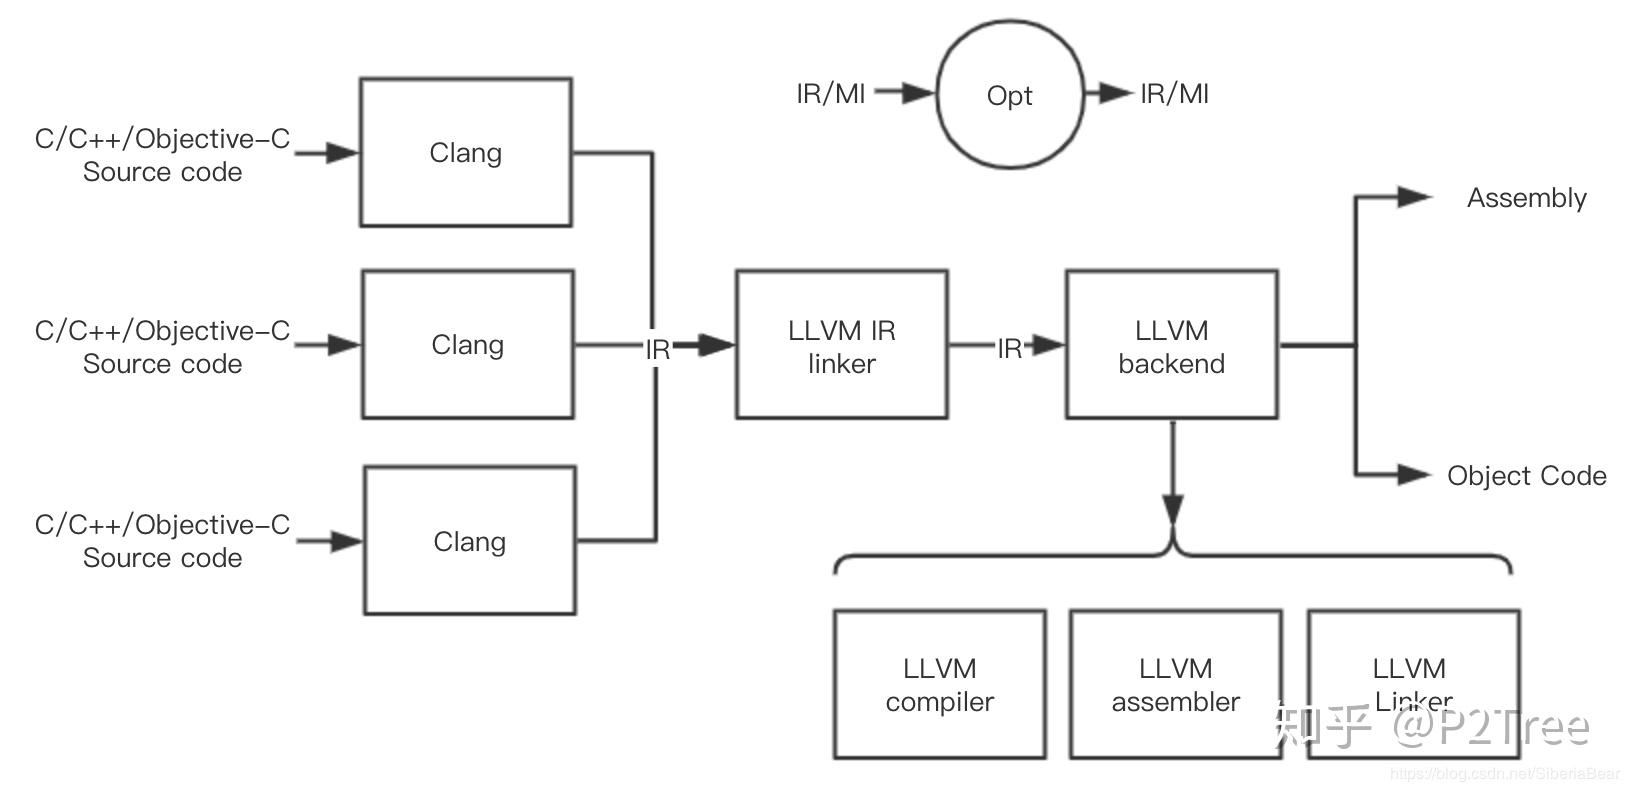 IR/MI
Opt
IR/MI
C/C++/Objective-C
Source code
Clang
Assembly
C/C++/Objective-C
Source code
Clang
IR
LLVM IR
linker
IR
LLVM
backend
Object Code
C/C++/Objective-C
Source code
Clang
LLVM
compiler
LLVM
assembler
LLVM
Linker
知乎 @P2Tree
https://blog.csdn.net/SiberiaBear